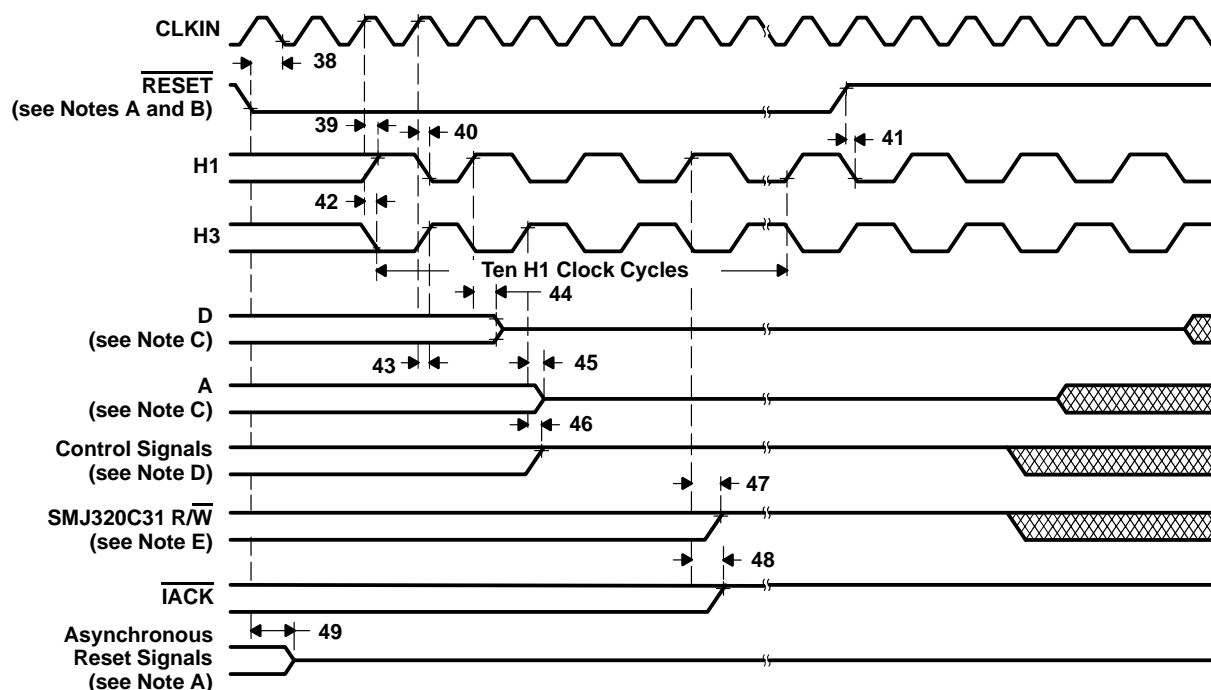 CLKIN
38
RESET
(see Notes A and B)
39
40
41
H1
42
H3
Ten H1 Clock Cycles
44
D
(see Note C)
43
45
A
(see Note C)
46
Control Signals
(see Note D)
47
SMJ320C31 R/W
(see Note E)
48
IACK
Asynchronous
49
Reset Signals
(see Note A)